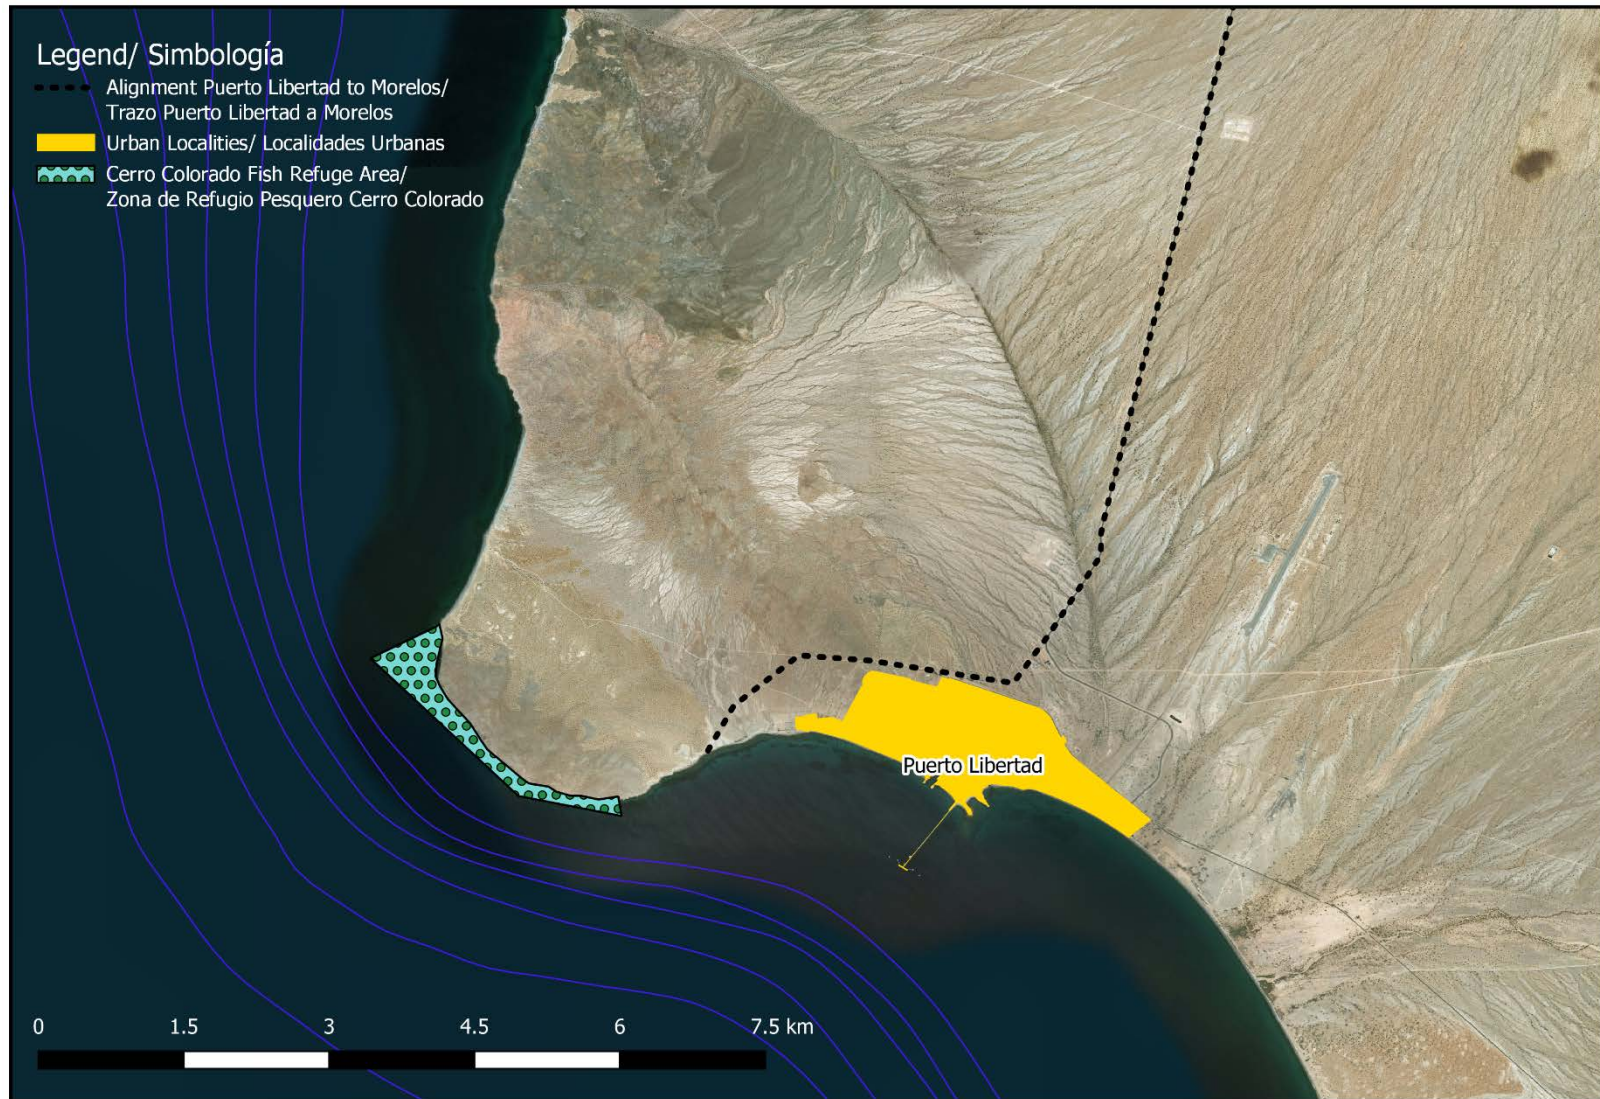 Legend/ Simbología
Alignment Puerto Libertad to Morelos/
Trazo Puerto Libertad a Morelos
Urban Localities/ Localidades Urbanas
Cerro Colorado Fish Refuge Area/
Zona de Refugio Pesquero Cerro Colorado
Puerto Libertad
0 1.5 3 4.5 6 7.5 km